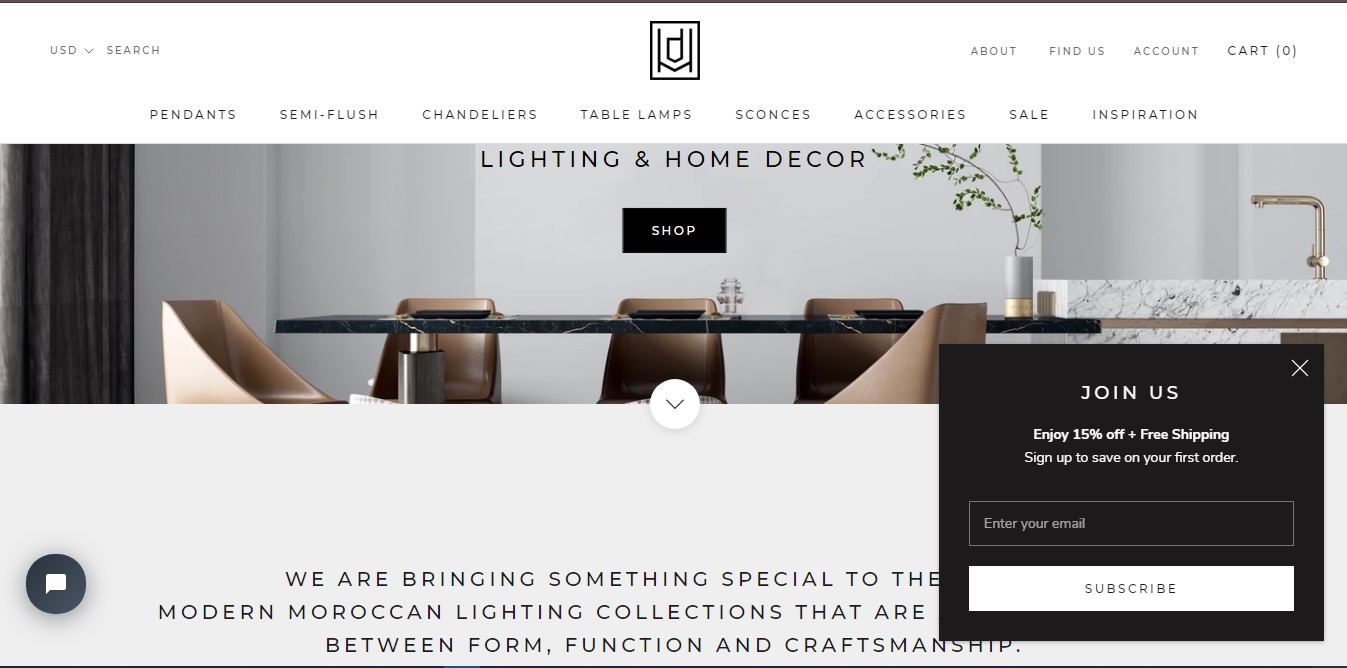 USD SEARCH
ABOUT FIND US ACCOUNT CART (0)
PENDANTS SEMI-FLUSH CHANDELIERS TABLE LAMPS SCONCES ACCESSORIES SALE INSPIRATION
LIGHTING & HOME DECOR
SHOP
JOIN US
Enjoy 15% off + Free Shipping
Sign up to save on your first order.
Enter your email
SUBSCRIBE
WE ARE BRINGING SOMETHING SPECIAL TO THE
MODERN MOROCCAN LIGHTING COLLECTIONS THAT ARE
BETWEEN FORM, FUNCTION AND CRAFTSMANSHIP.